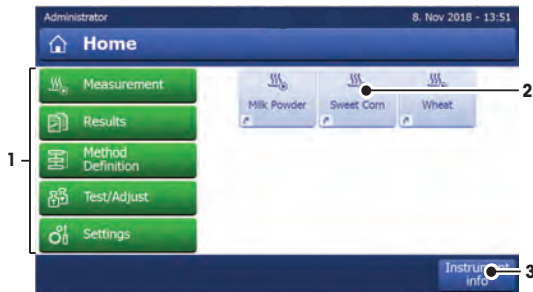 Administrator
8. Nov 2018 - 13:51
Home
1
Measurement
Results
Method
Definition
Test/Adjust
Settings
Milk Powder
Sweet Corn
Wheat
2
Instrument
info
3